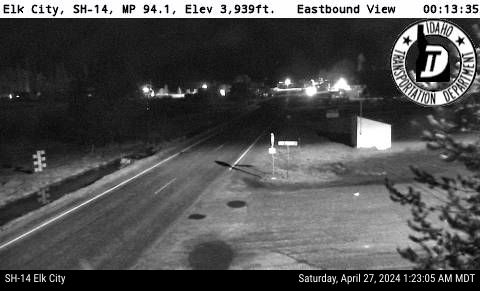 Elk City, SH-14, MP 94.1, Elev 3,939ft. Eastbound View 00:13:35
IDAHO
TRANSPORTATION DEPARTMENT
SH-14 Elk City Saturday, April 27, 2024 1:23:05 AM MDT